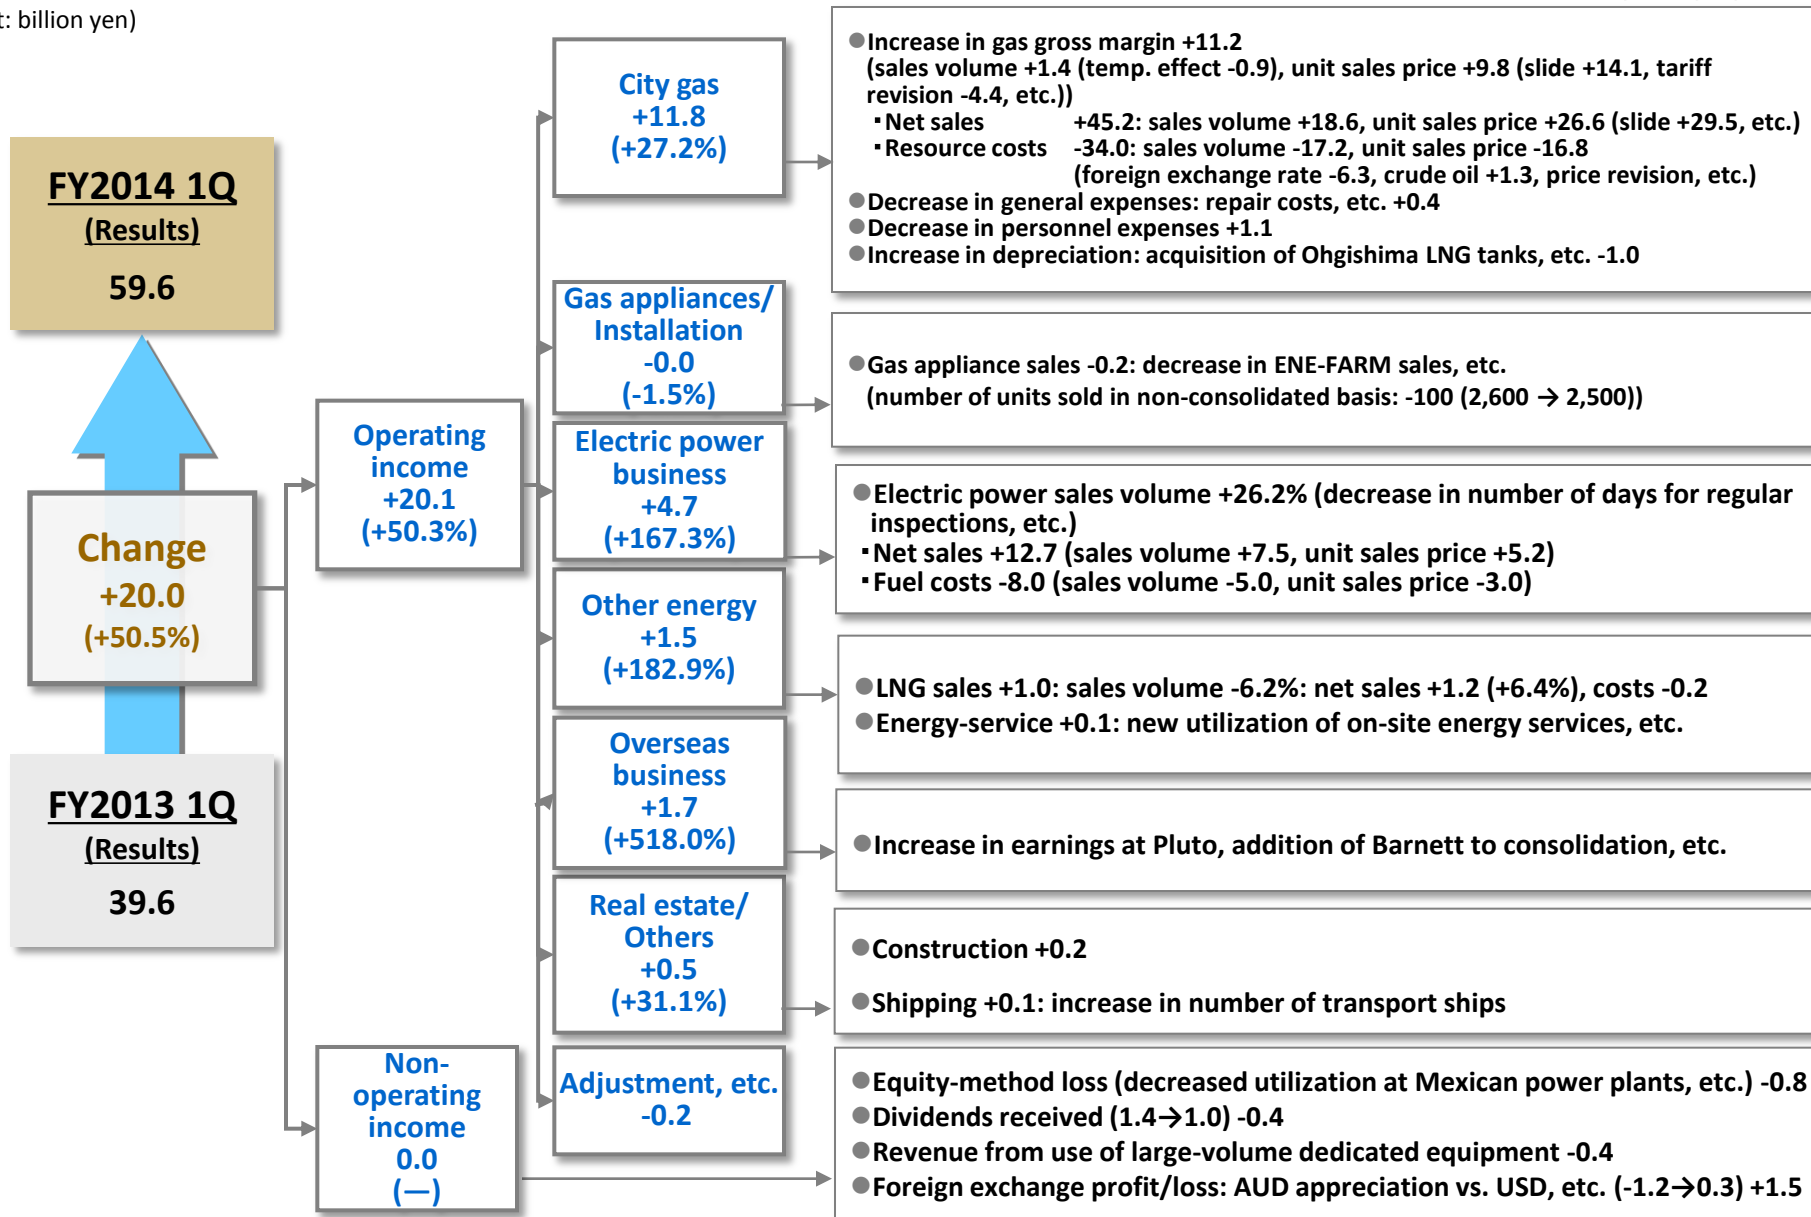 t: billion yen)
FY2014 1Q
(Results)
59.6
Change
+20.0
(+50.5%)
FY2013 1Q
(Results)
39.6
Operating
income
+20.1
(+50.3%)
Non-
operating
income
0.0
(—)
City gas
+11.8
(+27.2%)
Gas appliances/
Installation
-0.0
(-1.5%)
Electric power
business
+4.7
(+167.3%)
Other energy
+1.5
(+182.9%)
Overseas
business
+1.7
(+518.0%)
Real estate/
Others
+0.5
(+31.1%)
Adjustment, etc.
-0.2
●Increase in gas gross margin +11.2
(sales volume +1.4 (temp. effect -0.9), unit sales price +9.8 (slide +14.1, tariff
revision -4.4, etc.))
▪Net sales +45.2: sales volume +18.6, unit sales price +26.6 (slide +29.5, etc.)
▪Resource costs -34.0: sales volume -17.2, unit sales price -16.8
(foreign exchange rate -6.3, crude oil +1.3, price revision, etc.)
●Decrease in general expenses: repair costs, etc. +0.4
●Decrease in personnel expenses +1.1
●Increase in depreciation: acquisition of Ohgishima LNG tanks, etc. -1.0
●Gas appliance sales -0.2: decrease in ENE-FARM sales, etc.
(number of units sold in non-consolidated basis: -100 (2,600 → 2,500))
●Electric power sales volume +26.2% (decrease in number of days for regular
inspections, etc.)
▪Net sales +12.7 (sales volume +7.5, unit sales price +5.2)
▪Fuel costs -8.0 (sales volume -5.0, unit sales price -3.0)
●LNG sales +1.0: sales volume -6.2%: net sales +1.2 (+6.4%), costs -0.2
●Energy-service +0.1: new utilization of on-site energy services, etc.
●Increase in earnings at Pluto, addition of Barnett to consolidation, etc.
●Construction +0.2
●Shipping +0.1: increase in number of transport ships
●Equity-method loss (decreased utilization at Mexican power plants, etc.) -0.8
●Dividends received (1.4→1.0) -0.4
●Revenue from use of large-volume dedicated equipment -0.4
●Foreign exchange profit/loss: AUD appreciation vs. USD, etc. (-1.2→0.3) +1.5